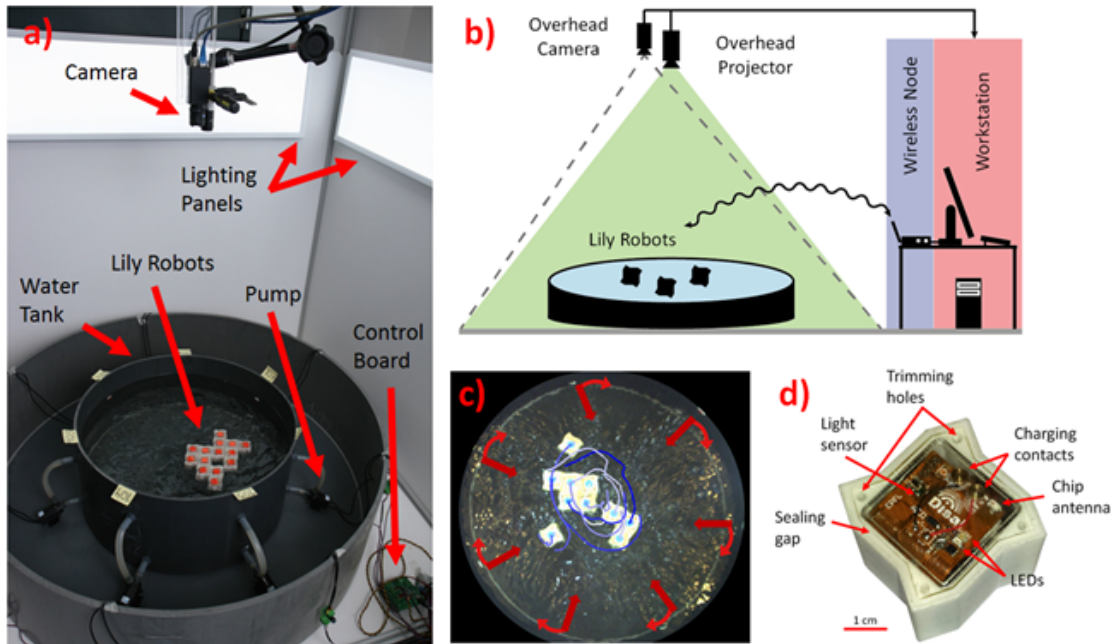 a)
Camera
Lighting
Panels
Lily Robots
Water
Tank
Pump
Control
Board
b)
Overhead
Camera
Overhead
Projector
Wireless Node
Workstation
Lily Robots
c)
d)
Trimming
holes
Light
sensor
Charging
contacts
Chip
antenna
Sealing
gap
LEDs
1 cm